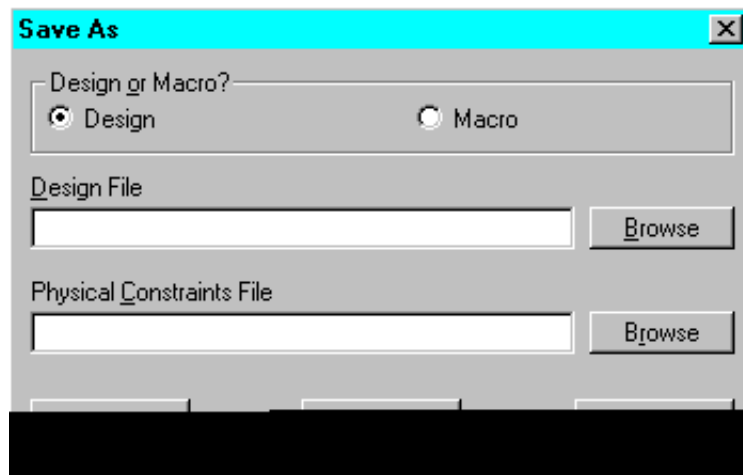 Save As
Design or Macro?
Design Macro
Design File
Browse
Physical Constraints File
Browse